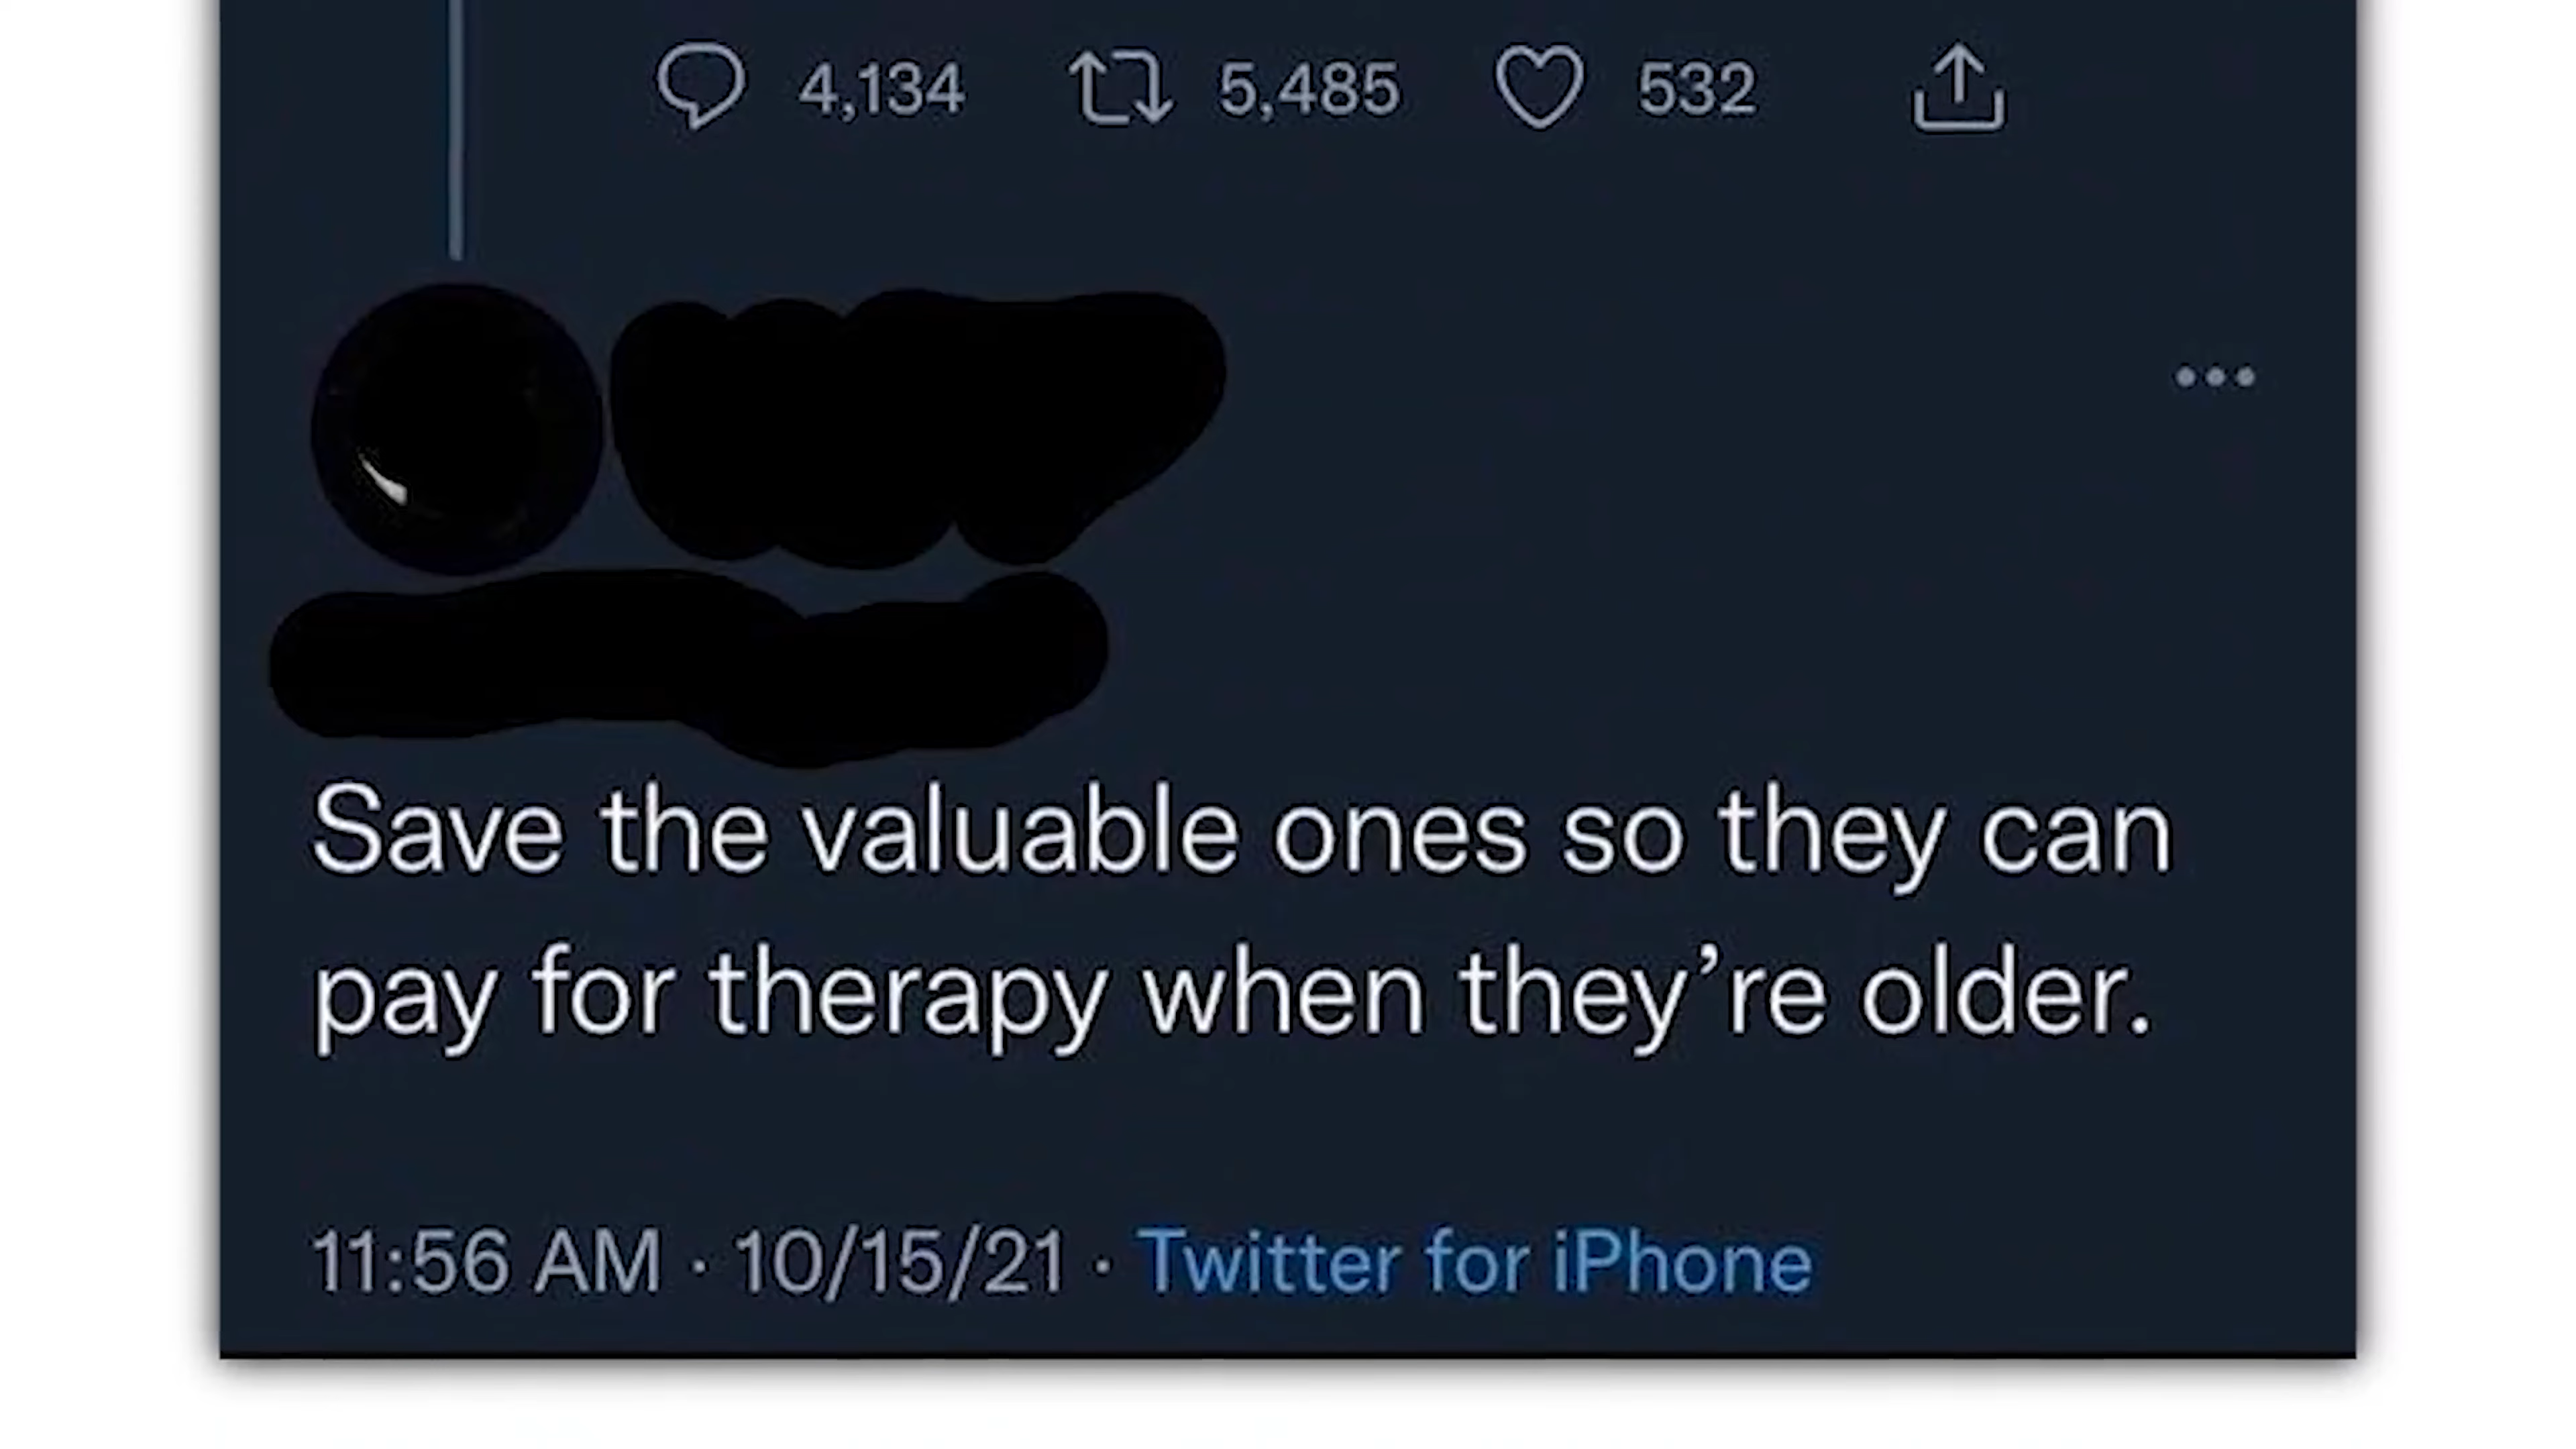 4,134 5,485 532
Save the valuable ones so they can
pay for therapy when they’re older.
11:56 AM · 10/15/21 · Twitter for iPhone